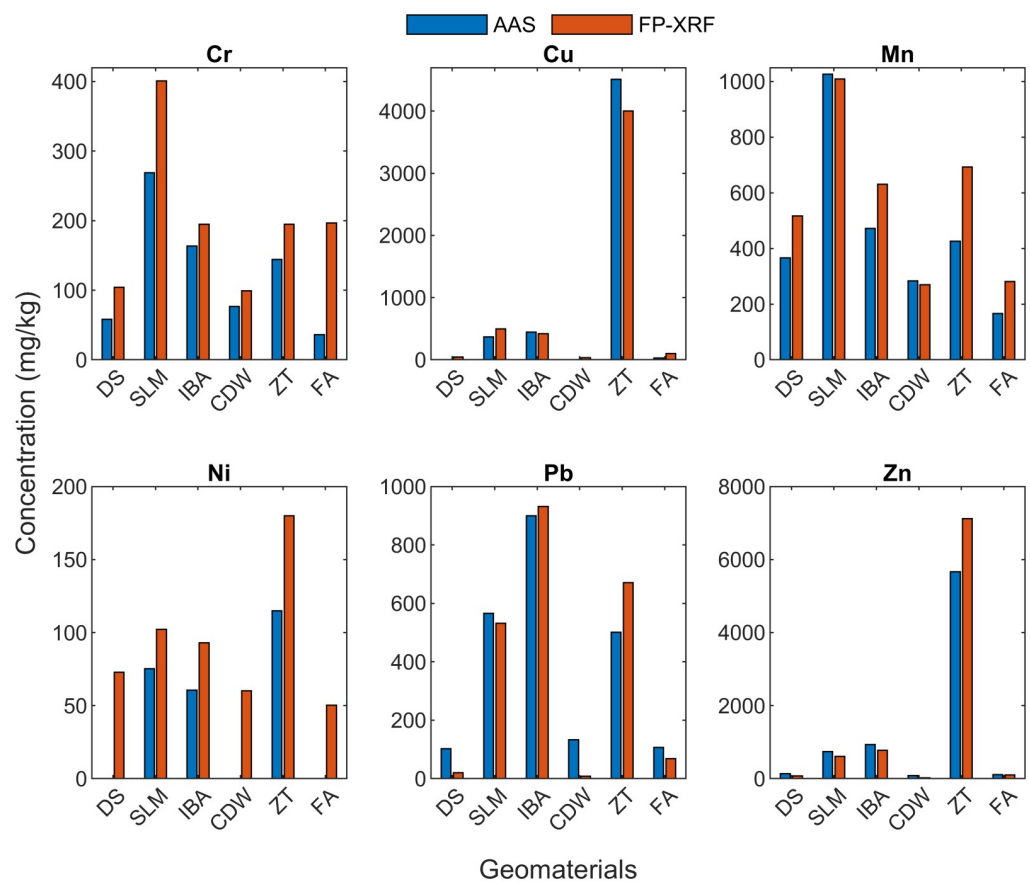 AAS FP-XRF
Cr Cu Mn
400
300
200
100
0
DS SLM IBA CDW ZT FA
4000
3000
2000
1000
0
DS SLM IBA CDW ZT FA
1000
800
600
400
200
0
DS SLM IBA CDW ZT FA
Concentration (mg/kg)
Ni Pb Zn
200
150
100
50
0
DS SLM IBA CDW ZT FA
1000
800
600
400
200
0
DS SLM IBA CDW ZT FA
8000
6000
4000
2000
0
DS SLM IBA CDW ZT FA
Geomaterials